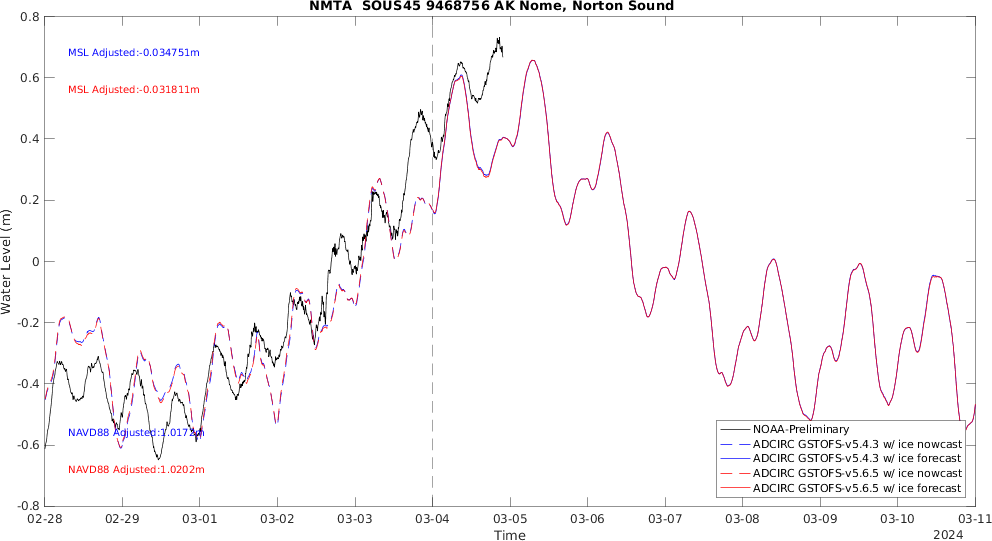 NMTA SOUS45 9468756 AK Nome, Norton Sound
0.8
0.6
0.4
0.2
0
-0.2
-0.4
-0.6
-0.8
Water Level (m)
MSL Adjusted:-0.034751m
MSL Adjusted:-0.031811m
NAVD88 Adjusted:1.0172m
NAVD88 Adjusted:1.0202m
NOAA-Preliminary
ADCIRC GSTOFS-v5.4.3 w/ ice nowcast
ADCIRC GSTOFS-v5.4.3 w/ ice forecast
ADCIRC GSTOFS-v5.6.5 w/ ice nowcast
ADCIRC GSTOFS-v5.6.5 w/ ice forecast
02-28 02-29 03-01 03-02 03-03 03-04 03-05 03-06 03-07 03-08 03-09 03-10 03-11
Time
2024